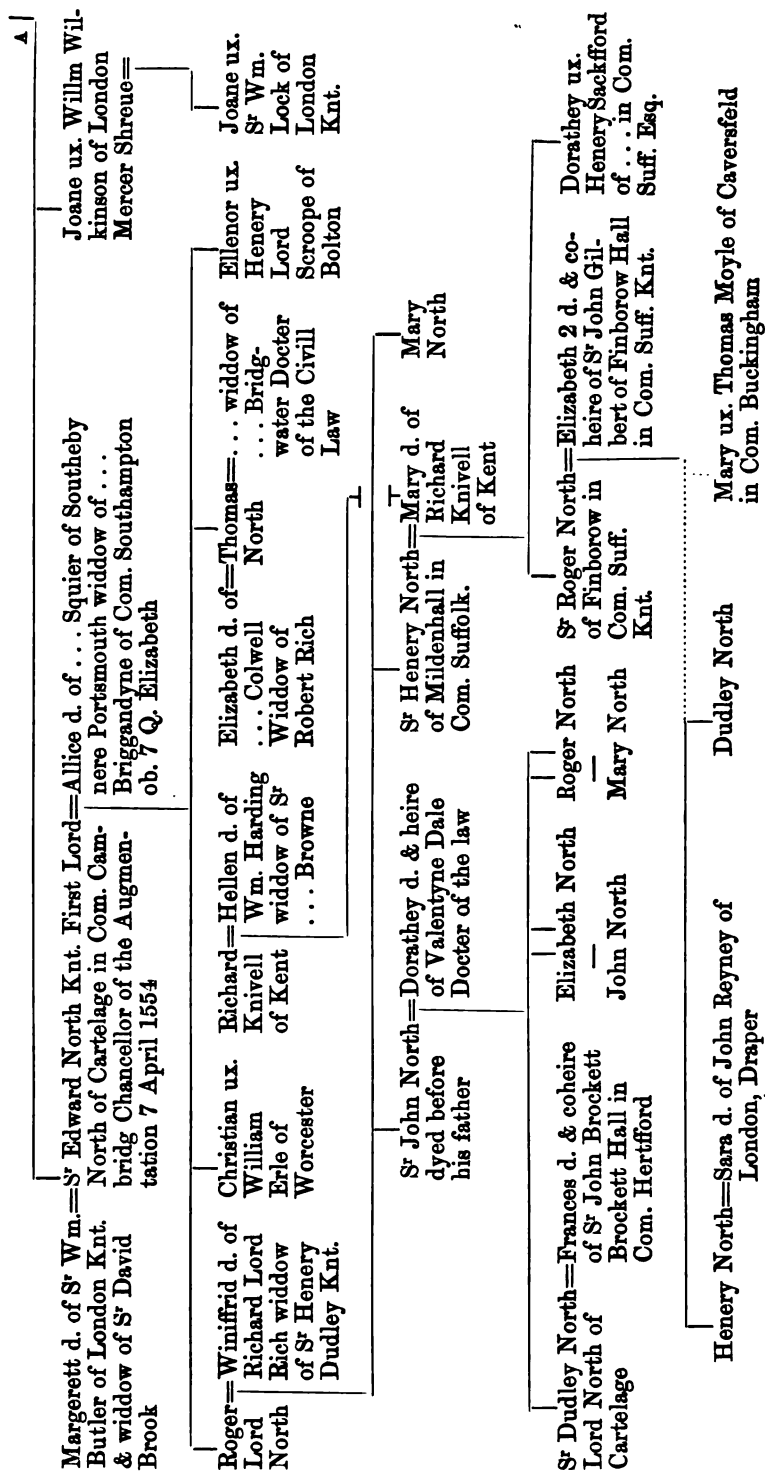 A
Margerett d. of Sr Wm.=Sr Edward North Knt. First Lord=Allice d. of ... Squier of Southeby
Butler of London Knt.
& widdow of Sr David
Brook
North of Cartelage in Com. Cam-
bridg Chancellor of the Augmen-
tation 7 April 1554
nere Portsmouth widdow of ...
Briggandyne of Com. Southampton
ob. 7 Q. Elizabeth
Joane ux. Willm Wil-
kinson of London
Mercer Shreue=
Roger=Winiffrid d. of
Lord
North
Richard Lord
Rich widdow
of Sr Henery
Dudley Knt.
Christian ux.
William
Erle of
Worcester
Richard=Hellen d. of
Knivell
of Kent
Wm. Harding
widdow of Sr
... Browne
Elizabeth d. of=Thomas=... widdow of
... Colwell
Widdow of
Robert Rich
North
... Bridg-
water Docter
of the Civill
Law
Ellenor ux.
Henery
Lord
Scroope of
Bolton
Joane ux.
Sr Wm.
Lock of
London
Knt.
Sr John North=Dorathey d. & heire
dyed before
his father
of Valentyne Dale
Docter of the law
Sr Henery North=Mary d. of
of Mildenhall in
Com. Suffolk.
Richard
Knivell
of Kent
Mary
North
Sr Dudley North=Frances d. & coheire
Lord North of
Cartelage
of Sr John Brockett
Brockett Hall in
Com. Hertfford
Elizabeth North
John North
Roger North
Mary North
Sr Roger North=Elizabeth 2 d. & co-
of Finborow in
Com. Suff.
Knt.
heire of Sr John Gil-
bert of Finborow Hall
in Com. Suff. Knt.
Dorathey ux.
Henery Sackfford
of ... in Com.
Suff. Esq.
Henery North=Sara d. of John Reyney of
London, Draper
Dudley North
Mary ux. Thomas Moyle of Caversfeld
in Com. Buckingham